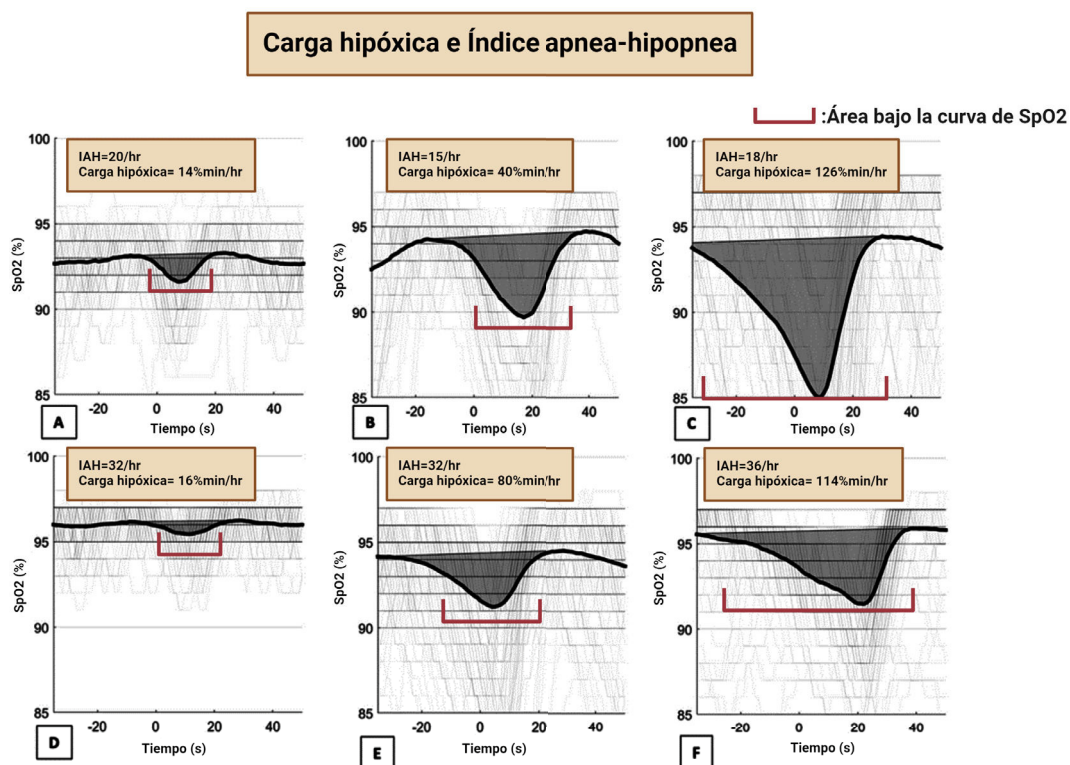 Carga hipóxica e Índice apnea-hipopnea
:Área bajo la curva de SpO2
100
95
90
85
SpO2 (%)
IAH=20/hr
Carga hipóxica= 14%min/hr
-20 0 20 40
Tiempo (s)
A
100
95
90
85
SpO2 (%)
IAH=15/hr
Carga hipóxica= 40%min/hr
-20 0 20 40
Tiempo (s)
B
100
95
90
85
SpO2 (%)
IAH=18/hr
Carga hipóxica= 126%min/hr
-20 0 20 40
Tiempo (s)
C
100
95
90
85
SpO2 (%)
IAH=32/hr
Carga hipóxica= 16%min/hr
-20 0 20 40
Tiempo (s)
D
100
95
90
85
SpO2 (%)
IAH=32/hr
Carga hipóxica= 80%min/hr
-20 0 20 40
Tiempo (s)
E
100
95
90
85
SpO2 (%)
IAH=36/hr
Carga hipóxica= 114%min/hr
-20 0 20 40
Tiempo (s)
F